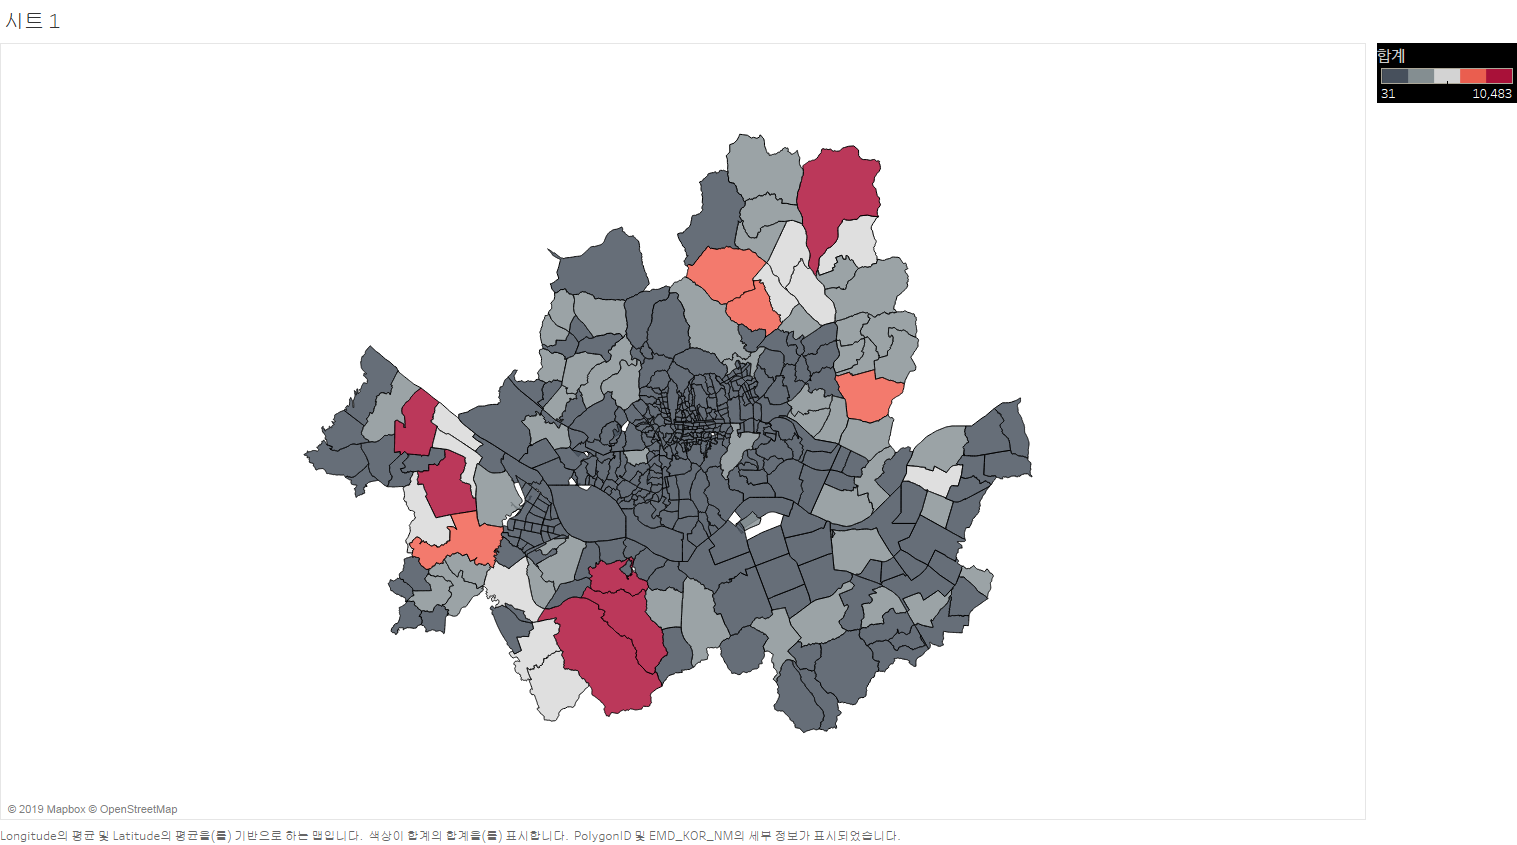 시트 1
합계
31 10,483
© 2019 Mapbox © OpenStreetMap
Longitude의 평균 및 Latitude의 평균을(를) 기반으로 하는 맵입니다. 색상이 합계의 합계을(를) 표시합니다. PolygonID 및 EMD_KOR_NM의 세부 정보가 표시되었습니다.